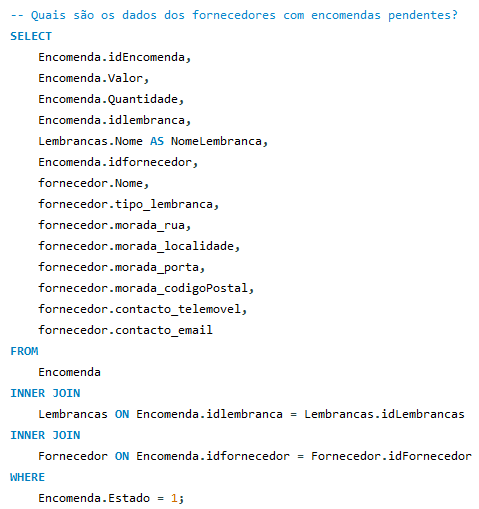 -- Quais são os dados dos fornecedores com encomendas pendentes?
SELECT
Encomenda.idEncomenda,
Encomenda.Valor,
Encomenda.Quantidade,
Encomenda.idlembranca,
Lembrancas.Nome AS NomeLembranca,
Encomenda.idfornecedor,
fornecedor.Nome,
fornecedor.tipo_lembranca,
fornecedor.morada_rua,
fornecedor.morada_localidade,
fornecedor.morada_porta,
fornecedor.morada_codigoPostal,
fornecedor.contacto_telemovel,
fornecedor.contacto_email
FROM
Encomenda
INNER JOIN
Lembrancas ON Encomenda.idlembranca = Lembrancas.idLembrancas
INNER JOIN
Fornecedor ON Encomenda.idfornecedor = Fornecedor.idFornecedor
WHERE
Encomenda.Estado = 1;